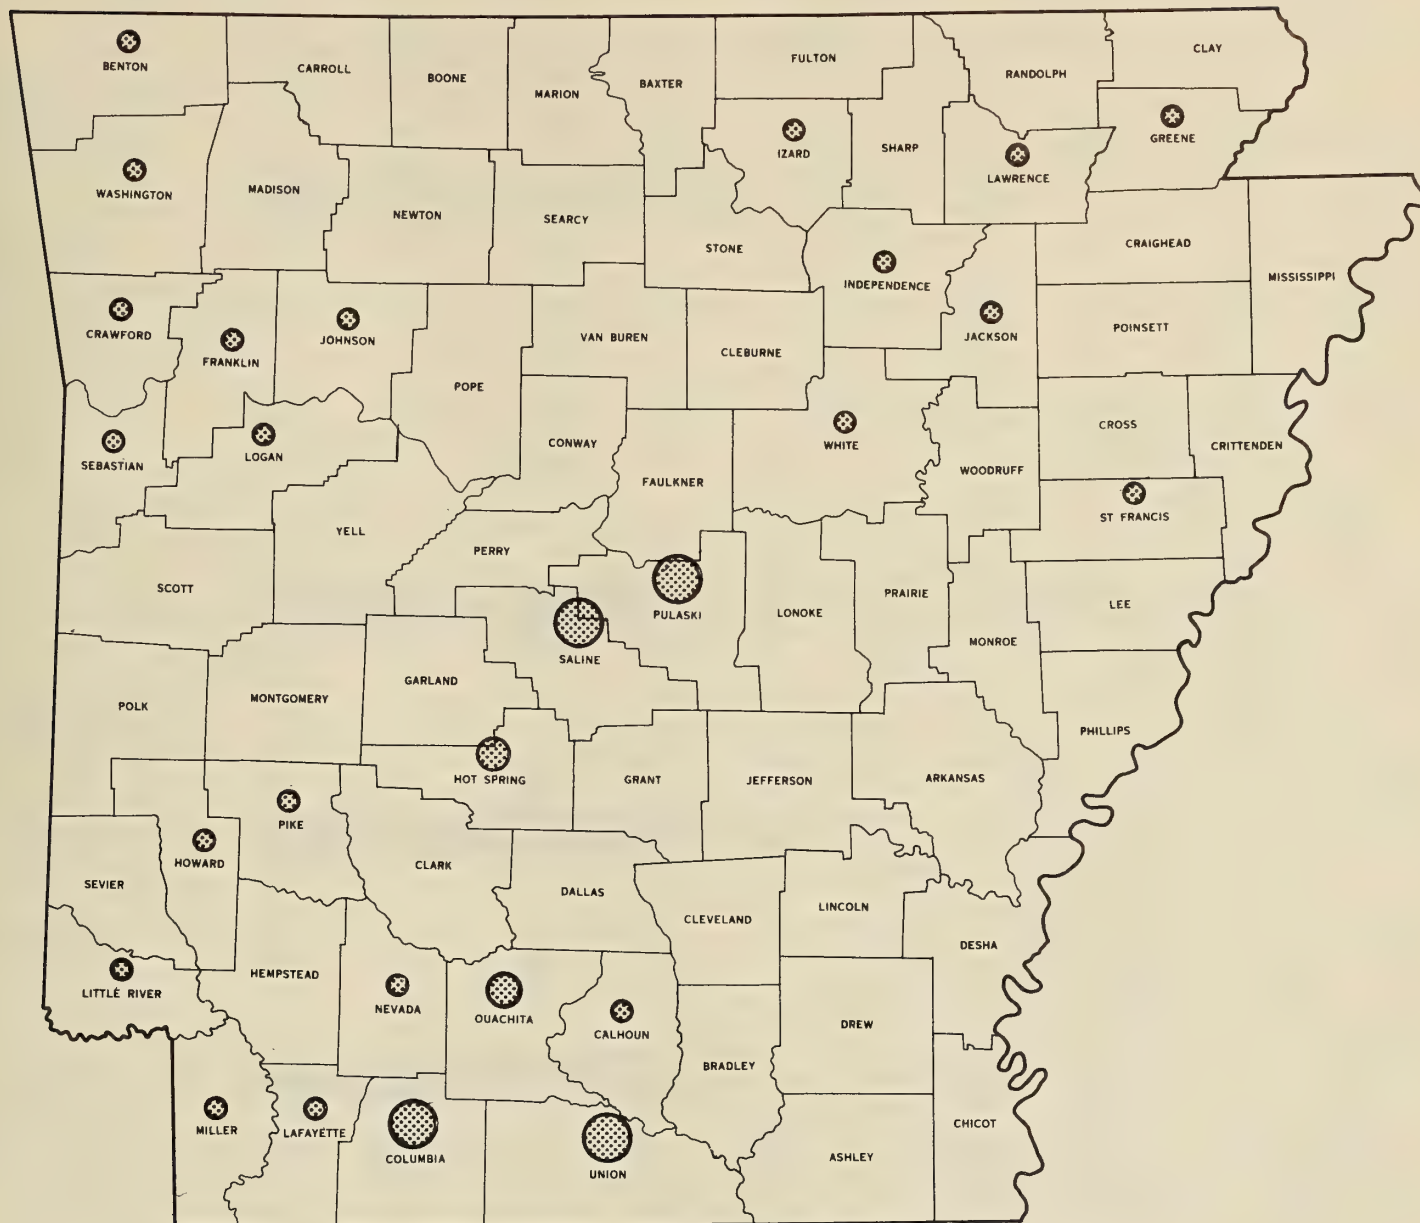 BENTON
CARROLL
BOONE
MARION
BAXTER
FULTON
RANDOLPH
CLAY
WASHINGTON
MADISON
NEWTON
SEARCY
STONE
IZARD
SHARP
LAWRENCE
GREENE
CRAIGHEAD
MISSISSIPPI
INDEPENDENCE
CRAWFORD
FRANKLIN
JOHNSON
POPE
VAN BUREN
CLEBURNE
JACKSON
POINSETT
SEBASTIAN
LOGAN
CONWAY
FAULKNER
WHITE
WOODRUFF
CROSS
CRITTENDEN
ST FRANCIS
SCOTT
YELL
PERRY
PULASKI
SALINE
LONOKE
PRAIRIE
MONROE
LEE
POLK
MONTGOMERY
GARLAND
HOT SPRING
GRANT
JEFFERSON
ARKANSAS
PHILLIPS
SEVIER
HOWARD
PIKE
CLARK
DALLAS
CLEVELAND
LINCOLN
DESHA
LITTLE RIVER
HEMPSTEAD
NEVADA
OUACHITA
CALHOUN
BRADLEY
DREW
MILLER
LAFAYETTE
COLUMBIA
UNION
ASHLEY
CHICOT